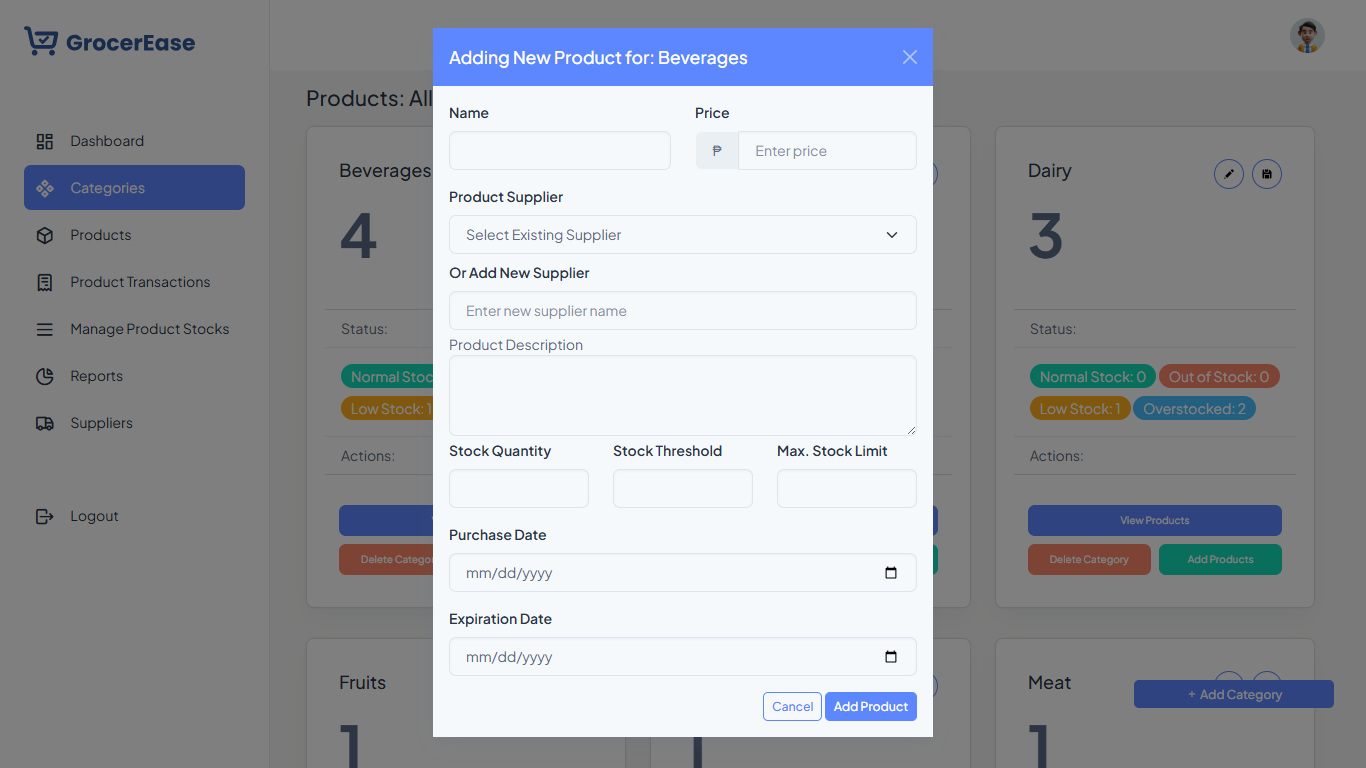 GrocerEase
Dashboard
Categories
Products
Product Transactions
Manage Product Stocks
Reports
Suppliers
Logout
Products: All
Adding New Product for: Beverages
Name
Price
₱
Enter price
Product Supplier
Select Existing Supplier
Or Add New Supplier
Enter new supplier name
Product Description
Stock Quantity
Stock Threshold
Max. Stock Limit
Purchase Date
mm/dd/yyyy
Expiration Date
mm/dd/yyyy
Cancel
Add Product
Beverages
4
Status:
Normal Stoc
Low Stock: 1
Actions:
Delete Catego
Dairy
3
Status:
Normal Stock: 0 Out of Stock: 0
Low Stock: 1 Overstocked: 2
Actions:
View Products
Delete Category Add Products
Fruits
1
1
Meat
+ Add Category
1